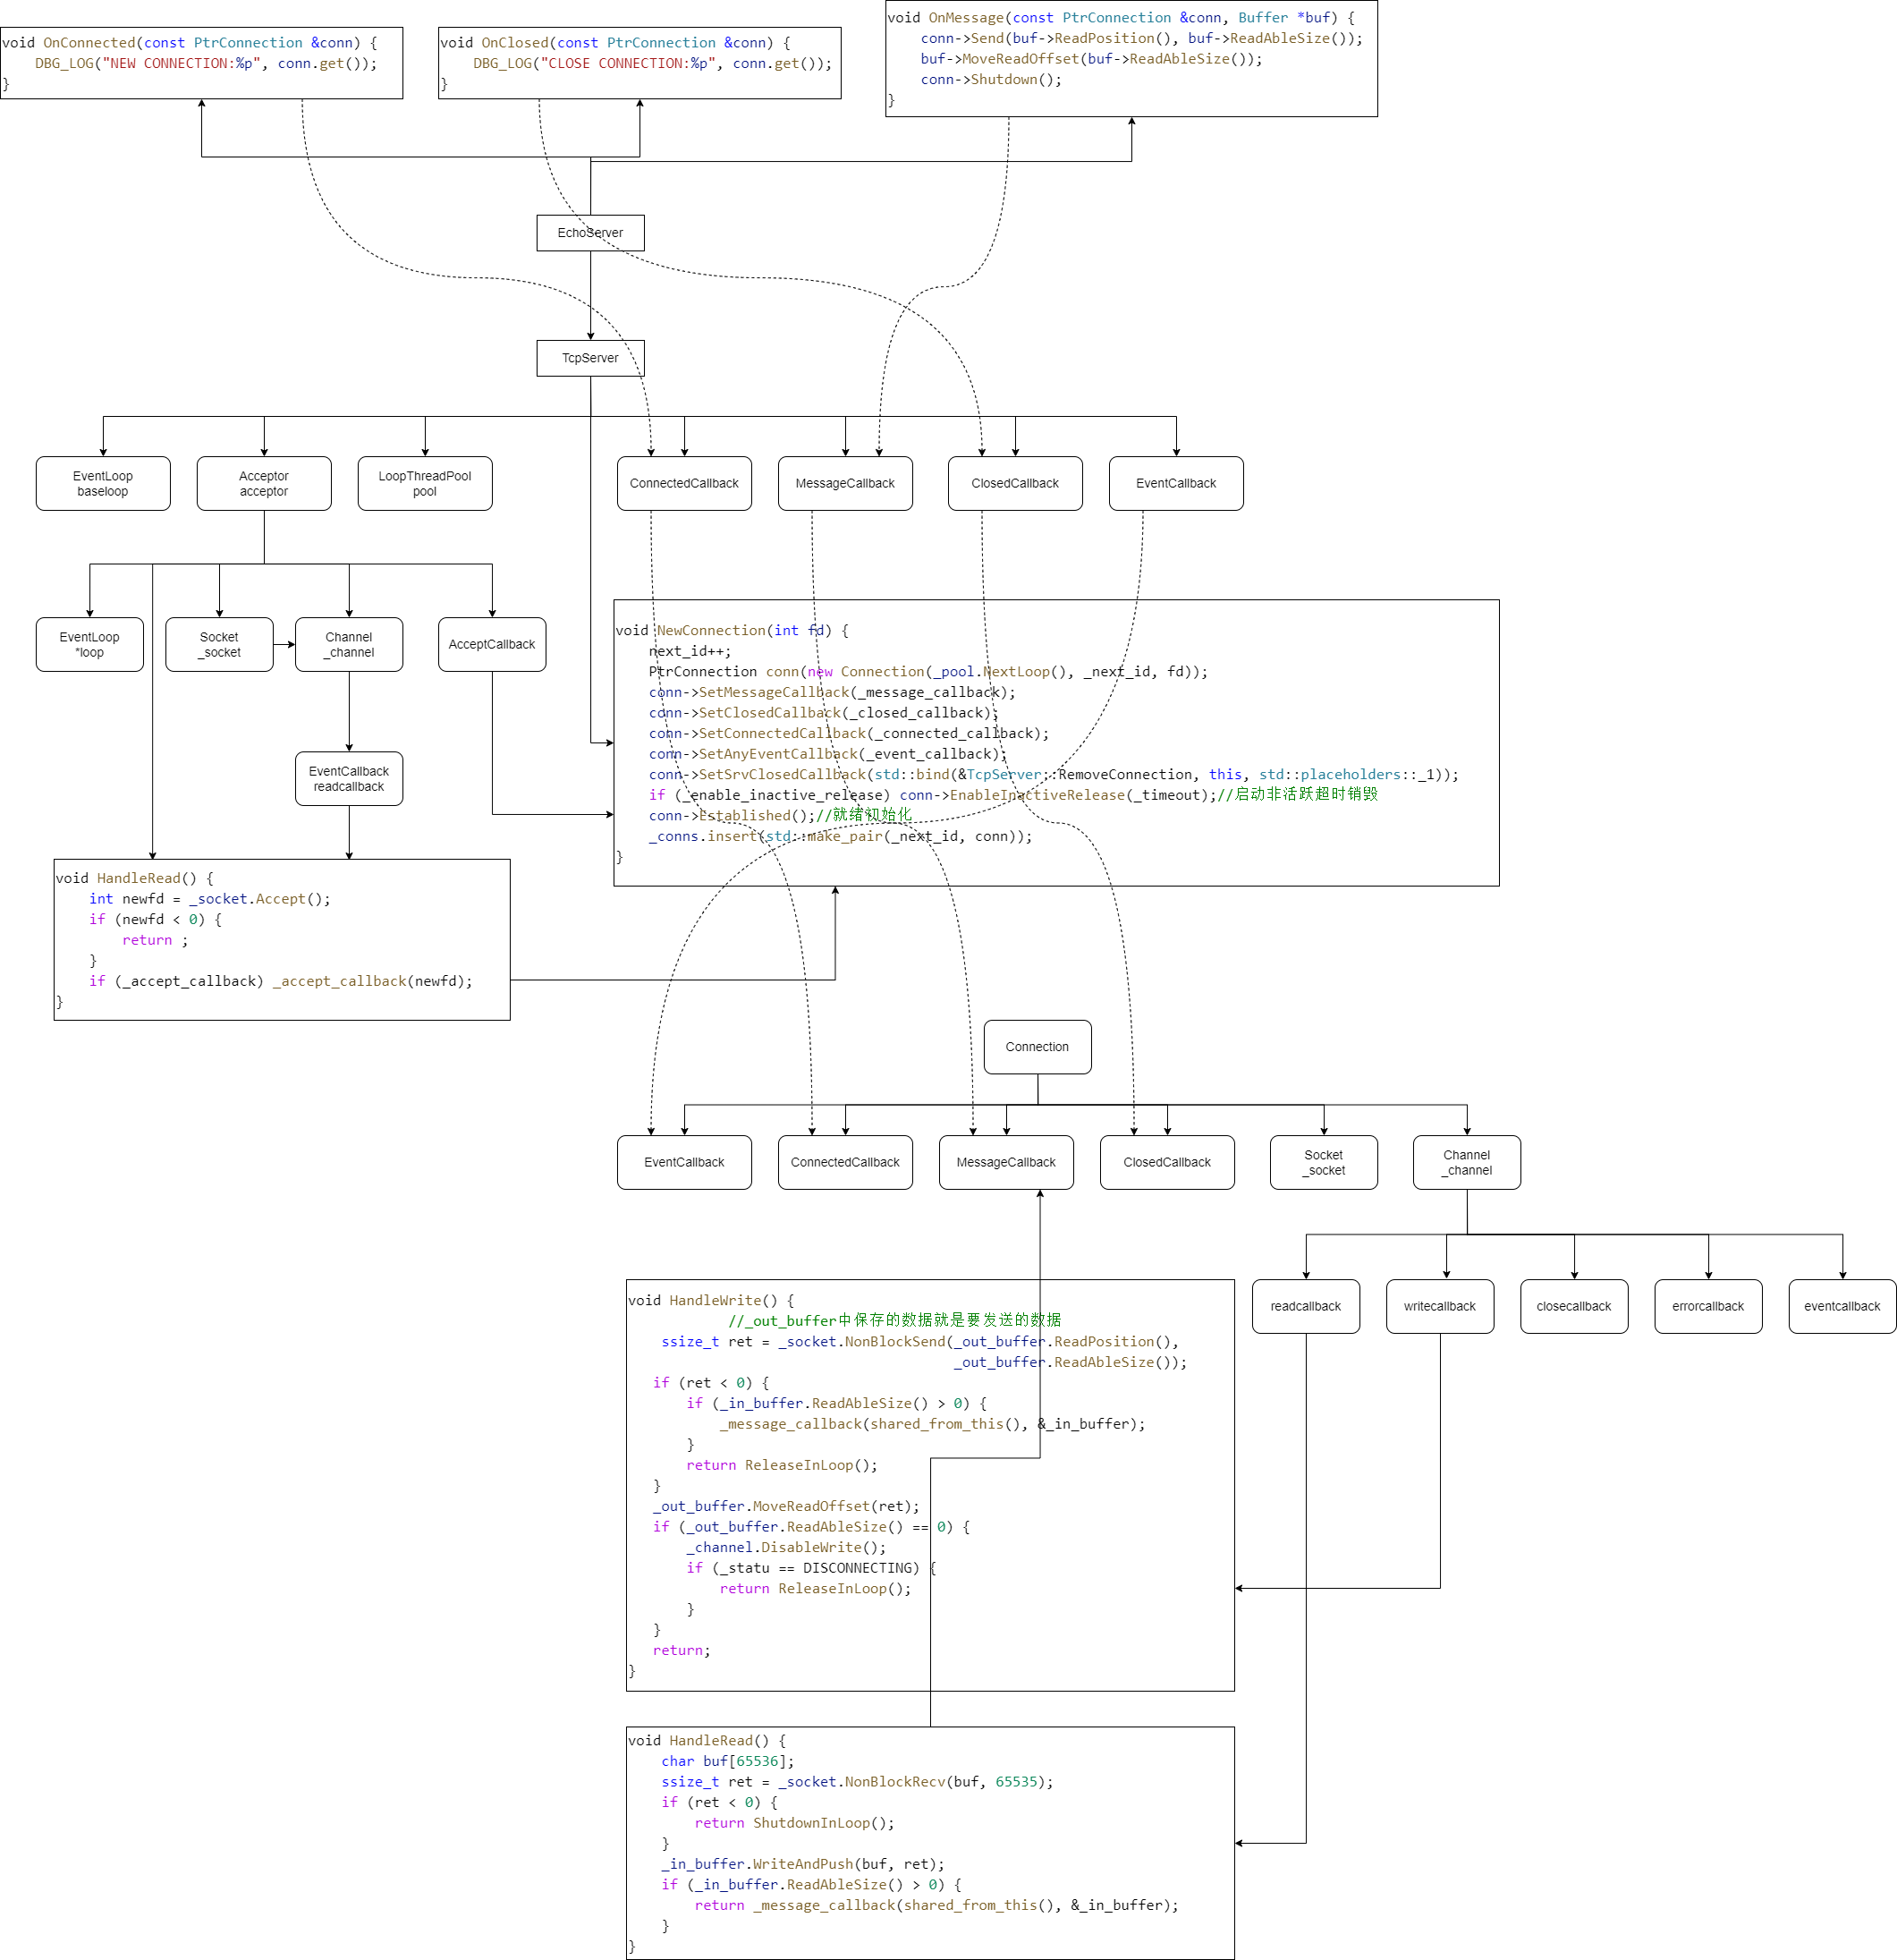 void OnConnected(const PtrConnection &conn) {
    DBG_LOG("NEW CONNECTION:%p", conn.get());
}
void OnClosed(const PtrConnection &conn) {
    DBG_LOG("CLOSE CONNECTION:%p", conn.get());
}
void OnMessage(const PtrConnection &conn, Buffer *buf) {
    conn->Send(buf->ReadPosition(), buf->ReadAbleSize());
    buf->MoveReadOffset(buf->ReadAbleSize());
    conn->Shutdown();
}
EchoServer
TcpServer
EventLoop
baseloop
Acceptor
acceptor
LoopThreadPool
pool
ConnectedCallback
MessageCallback
ClosedCallback
EventCallback
EventLoop
*loop
Socket
_socket
Channel
_channel
AcceptCallback
EventCallback
readcallback
void NewConnection(int fd) {
    next_id++;
    PtrConnection conn(new Connection(_pool.NextLoop(), _next_id, fd));
    conn->SetMessageCallback(_message_callback);
    conn->SetClosedCallback(_closed_callback);
    conn->SetConnectedCallback(_connected_callback);
    conn->SetAnyEventCallback(_event_callback);
    conn->SetSrvClosedCallback(std::bind(&TcpServer::RemoveConnection, this, std::placeholders::_1));
    if (_enable_inactive_release) conn->EnableInactiveRelease(_timeout);//启动非活跃超时销毁
    conn->Established();//就绪初始化
    _conns.insert(std::make_pair(_next_id, conn));
}
void HandleRead() {
    int newfd = _socket.Accept();
    if (newfd < 0) {
        return ;
    }
    if (_accept_callback) _accept_callback(newfd);
}
Connection
EventCallback
ConnectedCallback
MessageCallback
ClosedCallback
Socket
_socket
Channel
_channel
readcallback
writecallback
closecallback
errorcallback
eventcallback
void HandleWrite() {
            //_out_buffer中保存的数据就是要发送的数据
    ssize_t ret = _socket.NonBlockSend(_out_buffer.ReadPosition(),
                                       _out_buffer.ReadAbleSize());
   if (ret < 0) {
       if (_in_buffer.ReadAbleSize() > 0) {
           _message_callback(shared_from_this(), &_in_buffer);
       }
       return ReleaseInLoop();
   }
   _out_buffer.MoveReadOffset(ret);
   if (_out_buffer.ReadAbleSize() == 0) {
       _channel.DisableWrite();
       if (_statu == DISCONNECTING) {
           return ReleaseInLoop();
       }
   }
   return;
}
void HandleRead() {
    char buf[65536];
    ssize_t ret = _socket.NonBlockRecv(buf, 65535);
    if (ret < 0) {
        return ShutdownInLoop();
    }
    _in_buffer.WriteAndPush(buf, ret);
    if (_in_buffer.ReadAbleSize() > 0) {
        return _message_callback(shared_from_this(), &_in_buffer);
    }
}